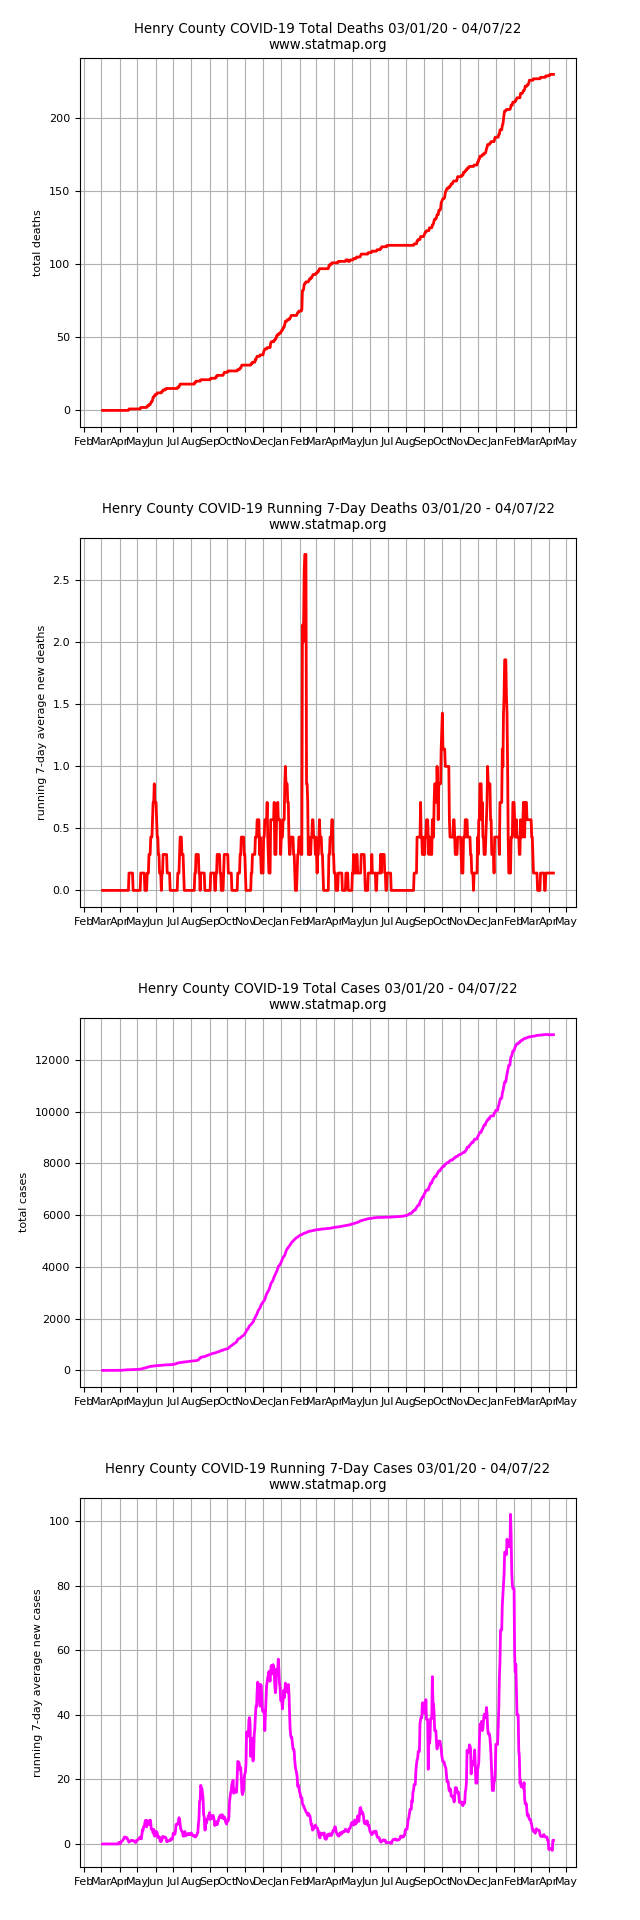 Henry County COVID-19 Total Deaths 03/01/20 - 04/07/22
www.statmap.org
total deaths
200
150
100
50
0
Feb Mar Apr May Jun Jul Aug Sep Oct Nov Dec Jan Feb Mar Apr May Jun Jul Aug Sep Oct Nov Dec Jan Feb Mar Apr May
Henry County COVID-19 Running 7-Day Deaths 03/01/20 - 04/07/22
www.statmap.org
running 7-day average new deaths
2.5
2.0
1.5
1.0
0.5
0.0
Feb Mar Apr May Jun Jul Aug Sep Oct Nov Dec Jan Feb Mar Apr May Jun Jul Aug Sep Oct Nov Dec Jan Feb Mar Apr May
Henry County COVID-19 Total Cases 03/01/20 - 04/07/22
www.statmap.org
total cases
12000
10000
8000
6000
4000
2000
0
Feb Mar Apr May Jun Jul Aug Sep Oct Nov Dec Jan Feb Mar Apr May Jun Jul Aug Sep Oct Nov Dec Jan Feb Mar Apr May
Henry County COVID-19 Running 7-Day Cases 03/01/20 - 04/07/22
www.statmap.org
running 7-day average new cases
100
80
60
40
20
0
Feb Mar Apr May Jun Jul Aug Sep Oct Nov Dec Jan Feb Mar Apr May Jun Jul Aug Sep Oct Nov Dec Jan Feb Mar Apr May